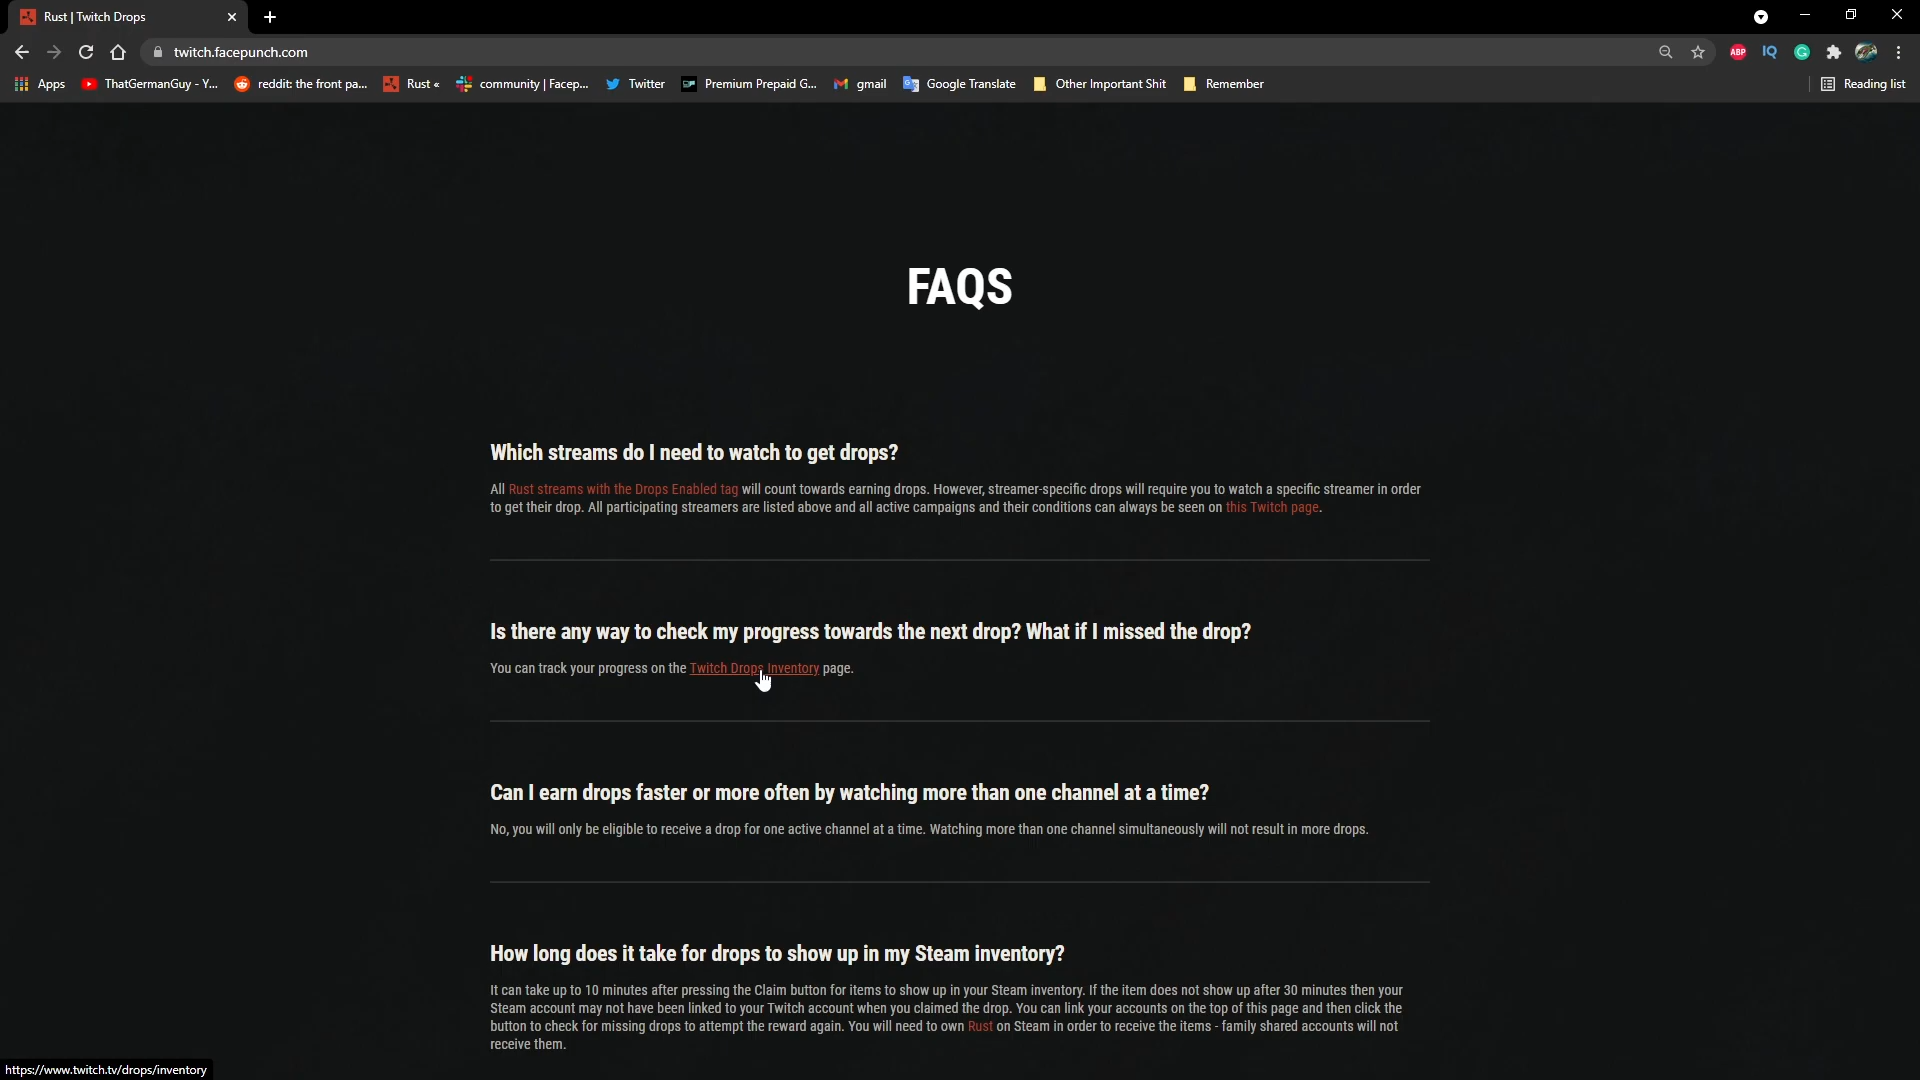 Rust | Twitch Drops
twitch.facepunch.com
ABP
IQ
Apps
ThatGermanGuy - Y...
reddit: the front pa...
Rust «
community | Facep...
Twitter
Premium Prepaid G...
gmail
Google Translate
Other Important Shit
Remember
Reading list
FAQS
Which streams do I need to watch to get drops?
All Rust streams with the Drops Enabled tag will count towards earning drops. However, streamer-specific drops will require you to watch a specific streamer in order
to get their drop. All participating streamers are listed above and all active campaigns and their conditions can always be seen on this Twitch page.
Is there any way to check my progress towards the next drop? What if I missed the drop?
You can track your progress on the Twitch Drops Inventory page.
Can I earn drops faster or more often by watching more than one channel at a time?
No, you will only be eligible to receive a drop for one active channel at a time. Watching more than one channel simultaneously will not result in more drops.
How long does it take for drops to show up in my Steam inventory?
It can take up to 10 minutes after pressing the Claim button for items to show up in your Steam inventory. If the item does not show up after 30 minutes then your
Steam account may not have been linked to your Twitch account when you claimed the drop. You can link your accounts on the top of this page and then click the
button to check for missing drops to attempt the reward again. You will need to own Rust on Steam in order to receive the items - family shared accounts will not
receive them.
https://www.twitch.tv/drops/inventory